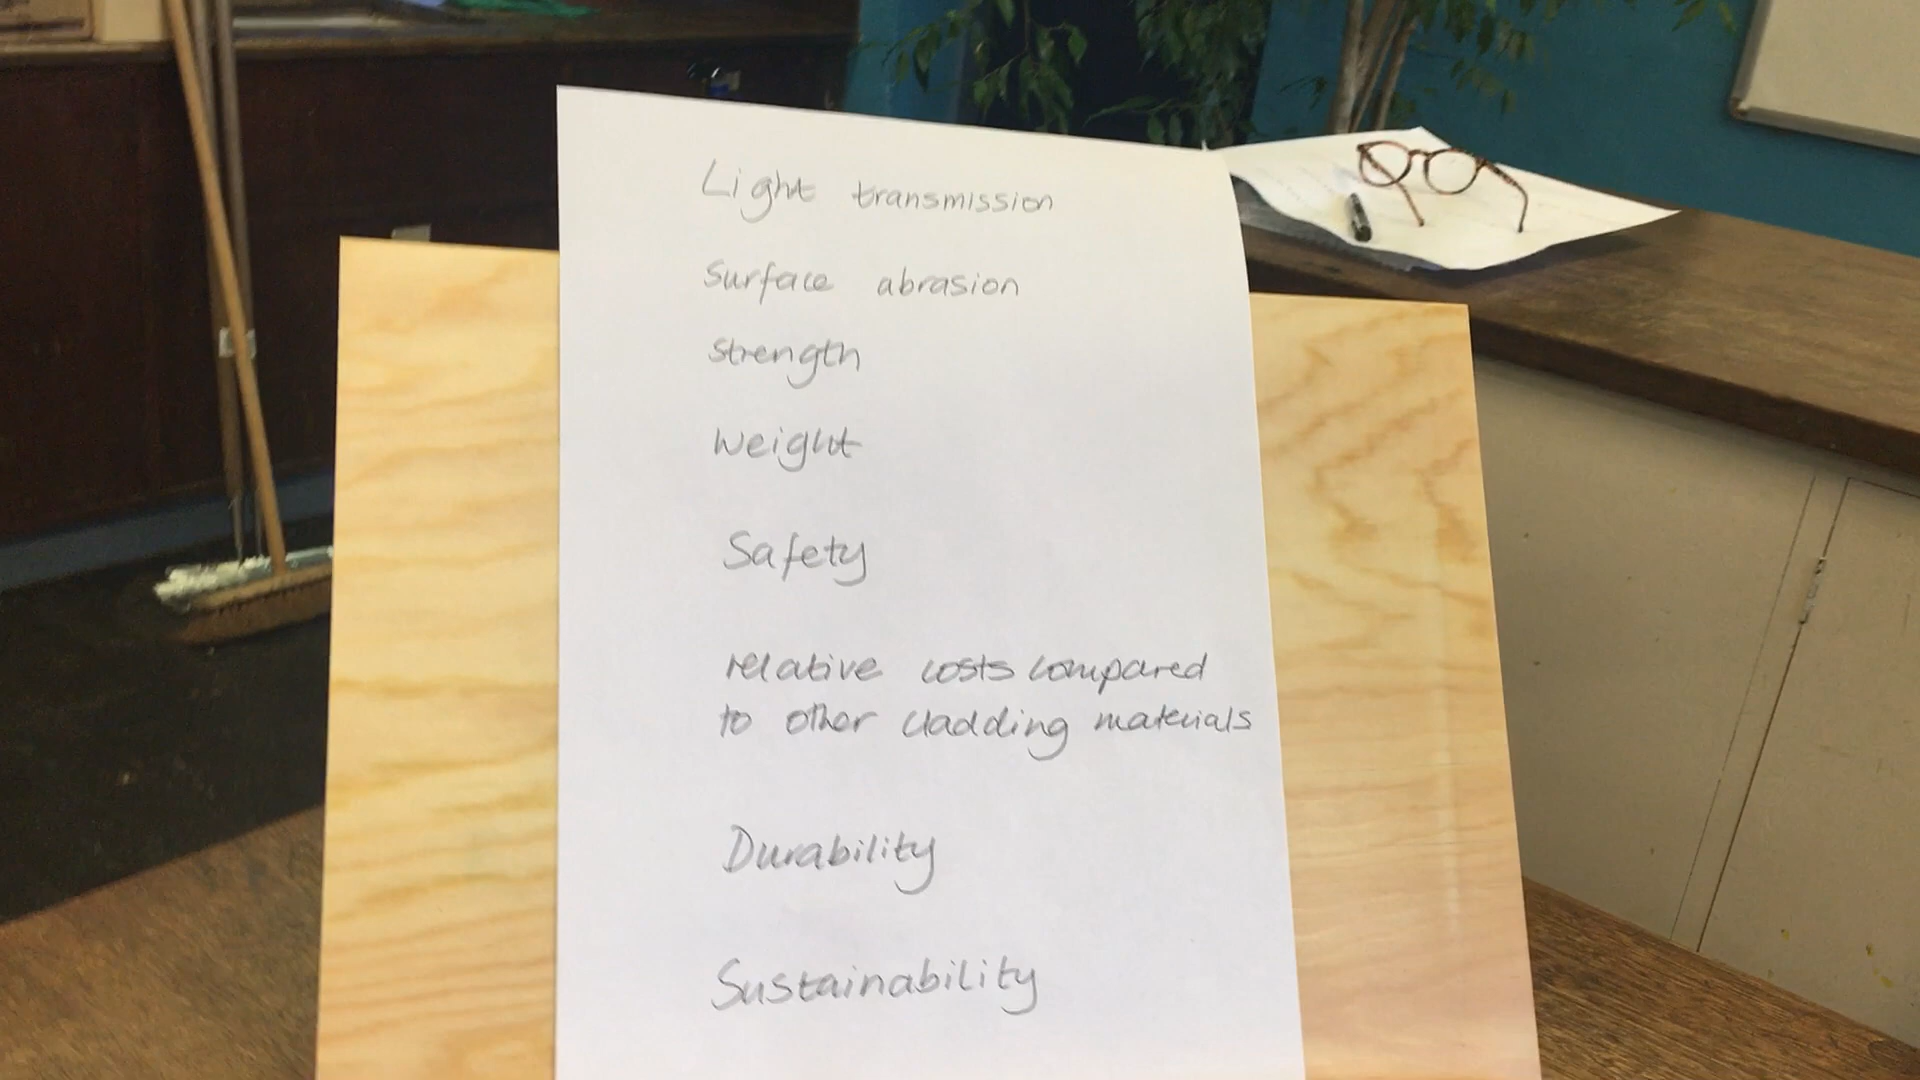 Light transmission
Surface abrasion
Strength
Weight
Safety
relative costs compared
to other cladding materials
Durability
Sustainability